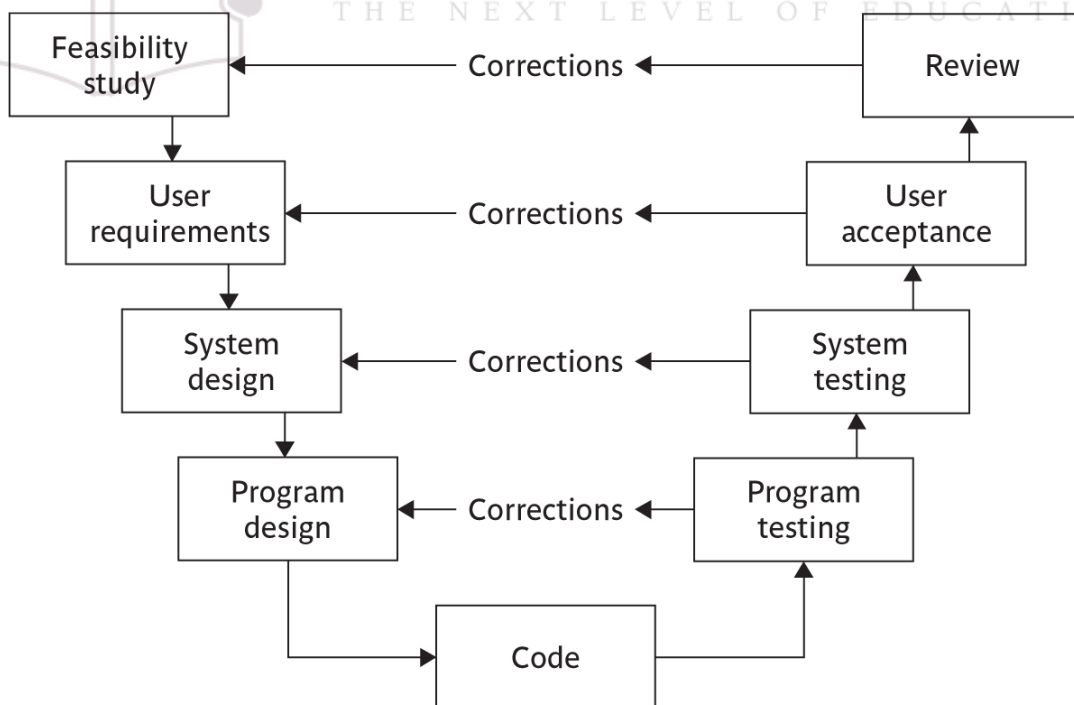 THE NEXT LEVEL OF EDUCATI
Feasibility
study
Corrections
Review
User
requirements
Corrections
User
acceptance
System
design
Corrections
System
testing
Program
design
Corrections
Program
testing
Code